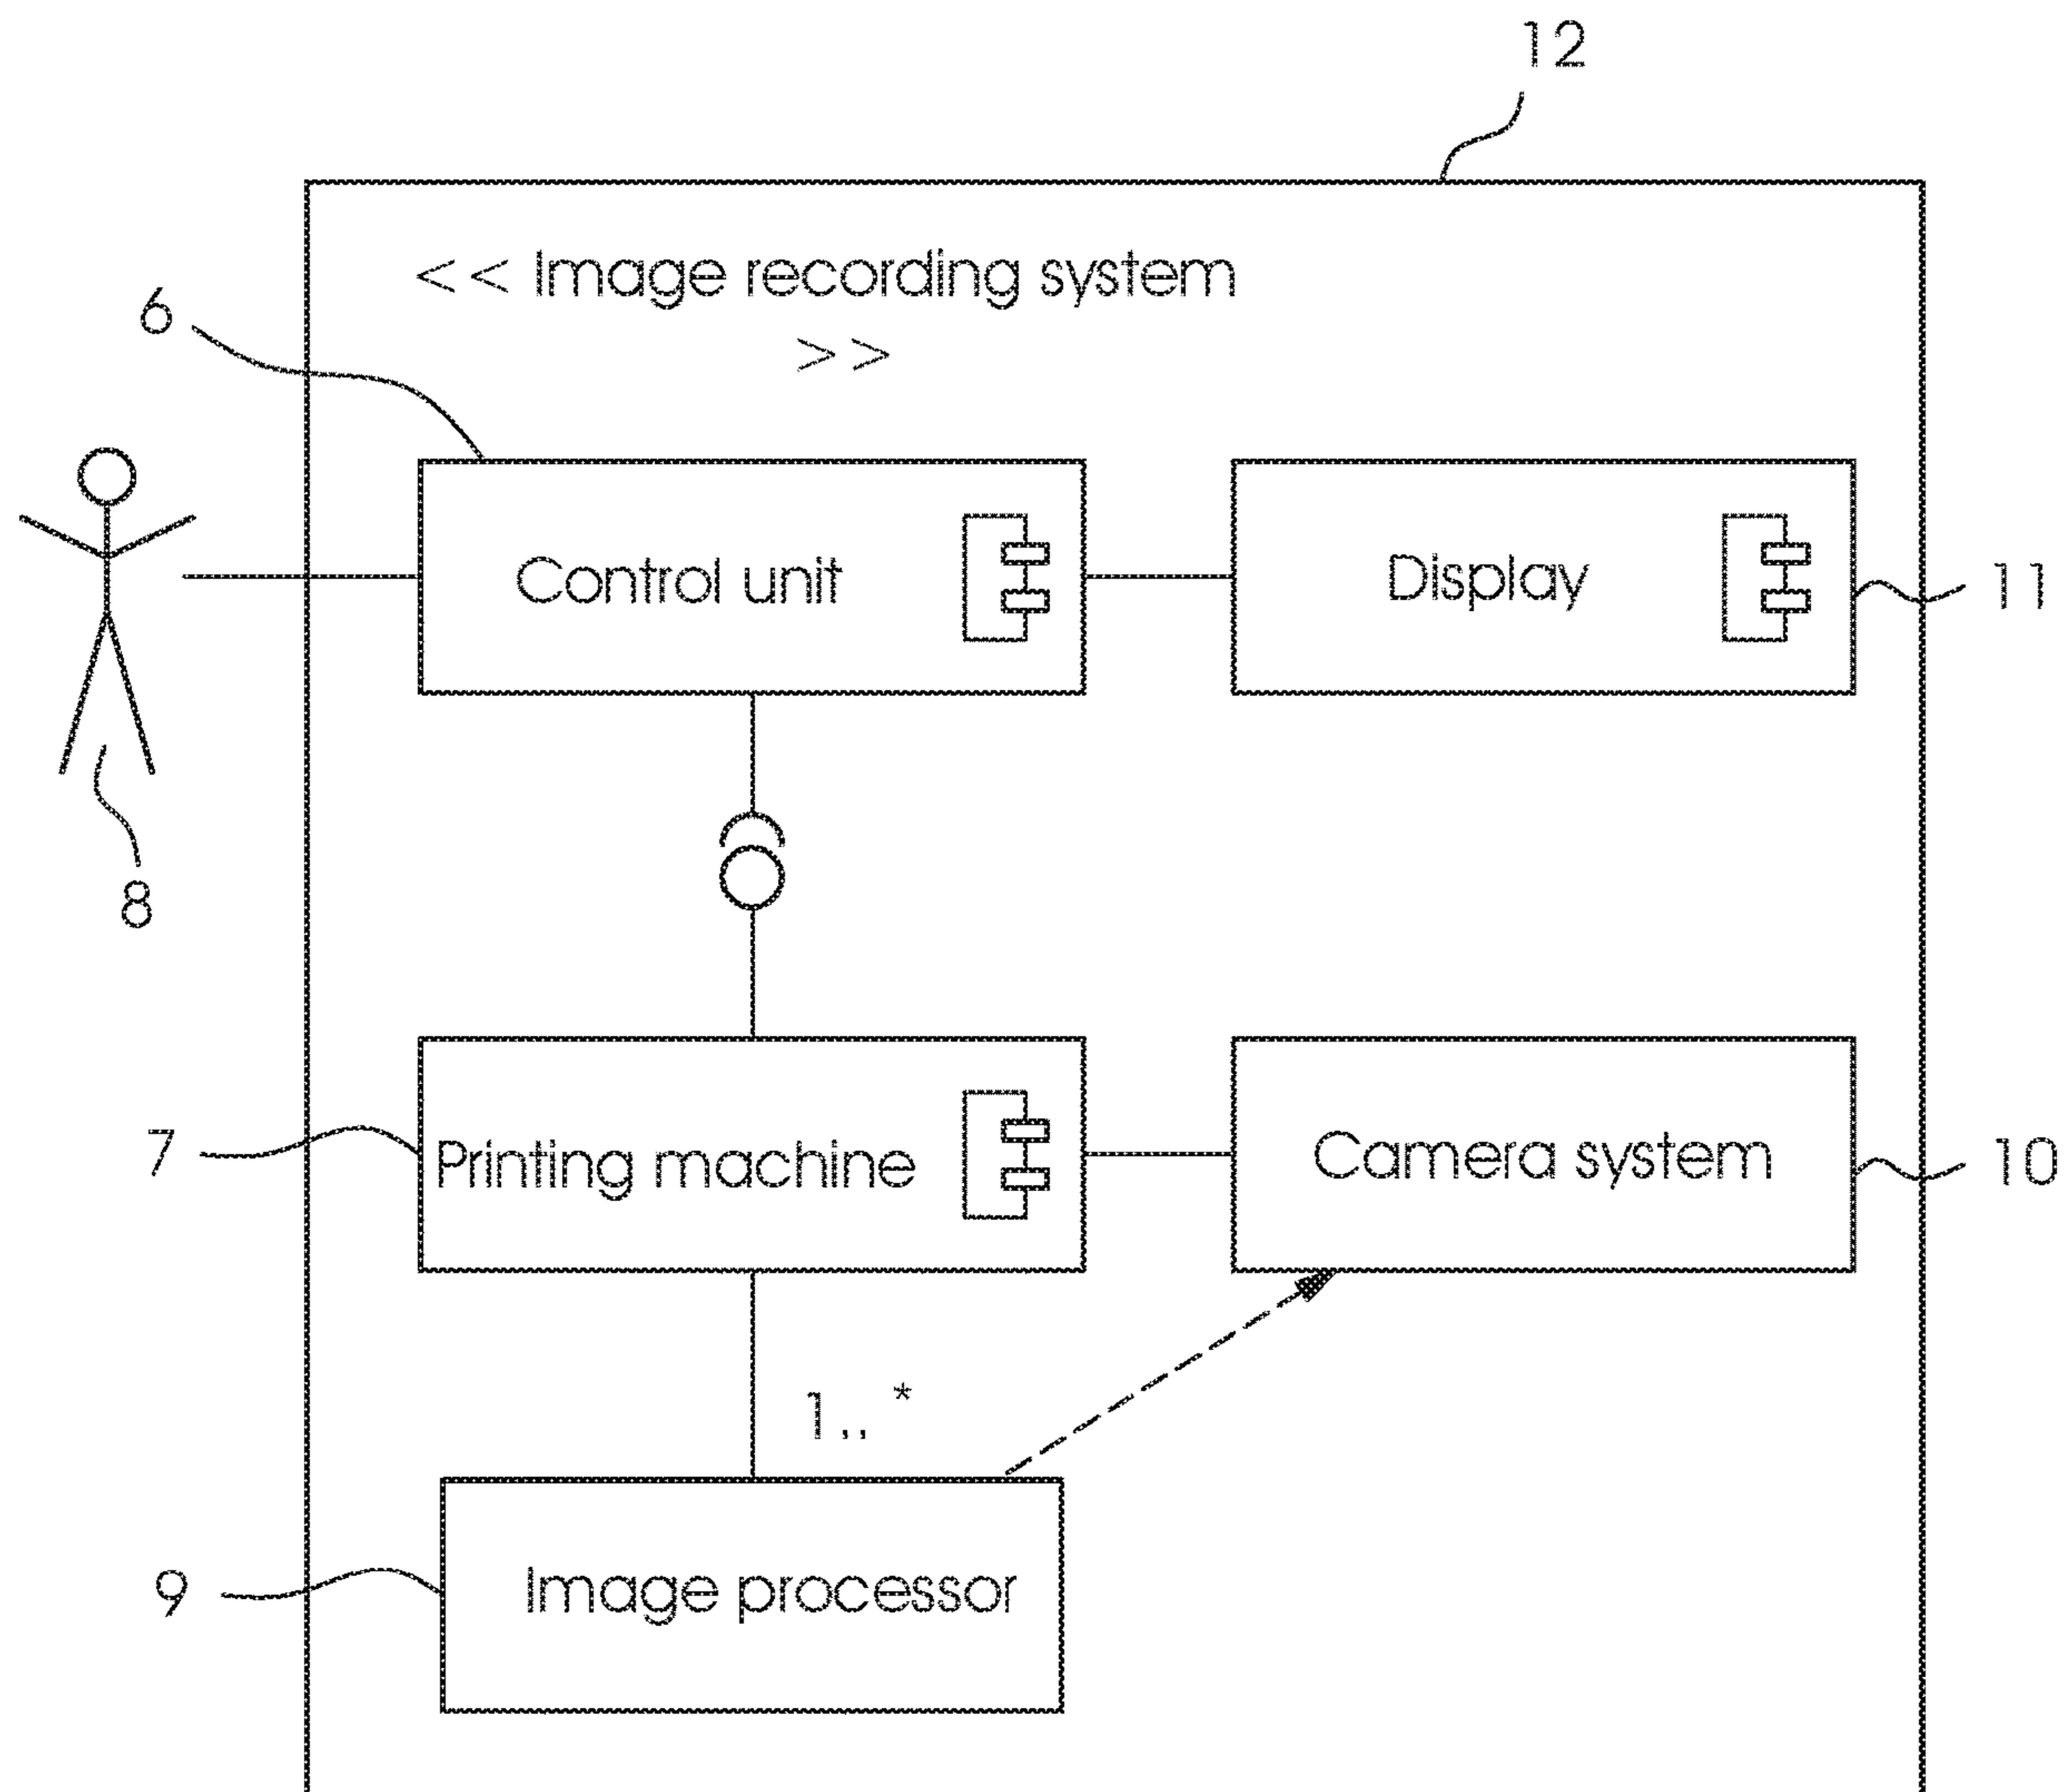 12
<< Image recording system
>>
6
Control unit
Display
11
8
7
Printing machine
Camera system
10
1..*
9
Image processor